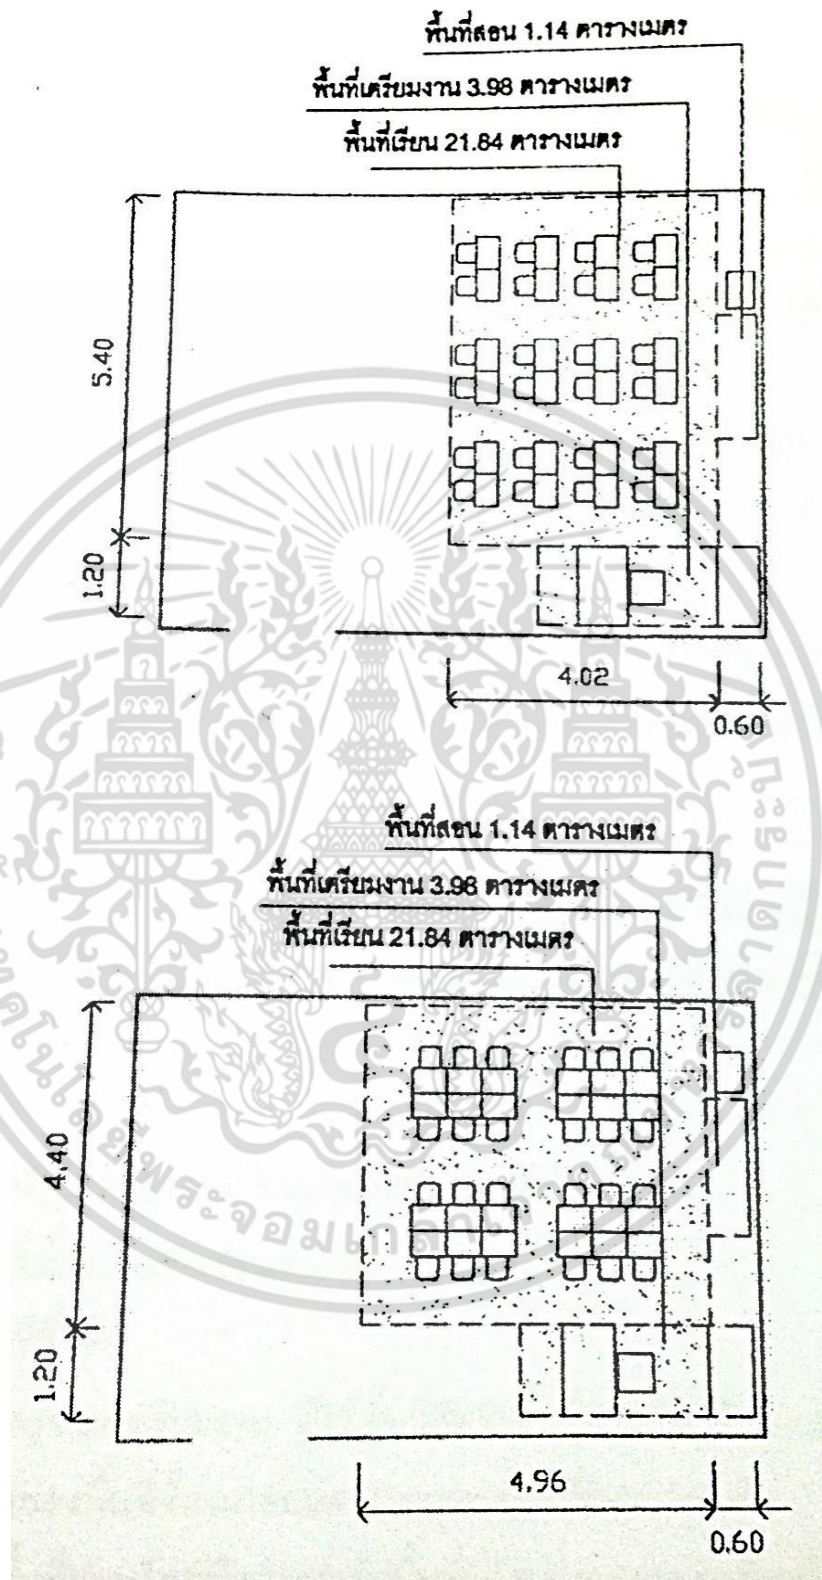 พื้นที่สอน 1.14 ตารางเมตร
พื้นที่เตรียมงาน 3.98 ตารางเมตร
พื้นที่เรียน 21.84 ตารางเมตร
5.40
1.20
4.02
0.60
พื้นที่สอน 1.14 ตารางเมตร
พื้นที่เตรียมงาน 3.98 ตารางเมตร
พื้นที่เรียน 21.84 ตารางเมตร
4.40
1.20
4.96
0.60